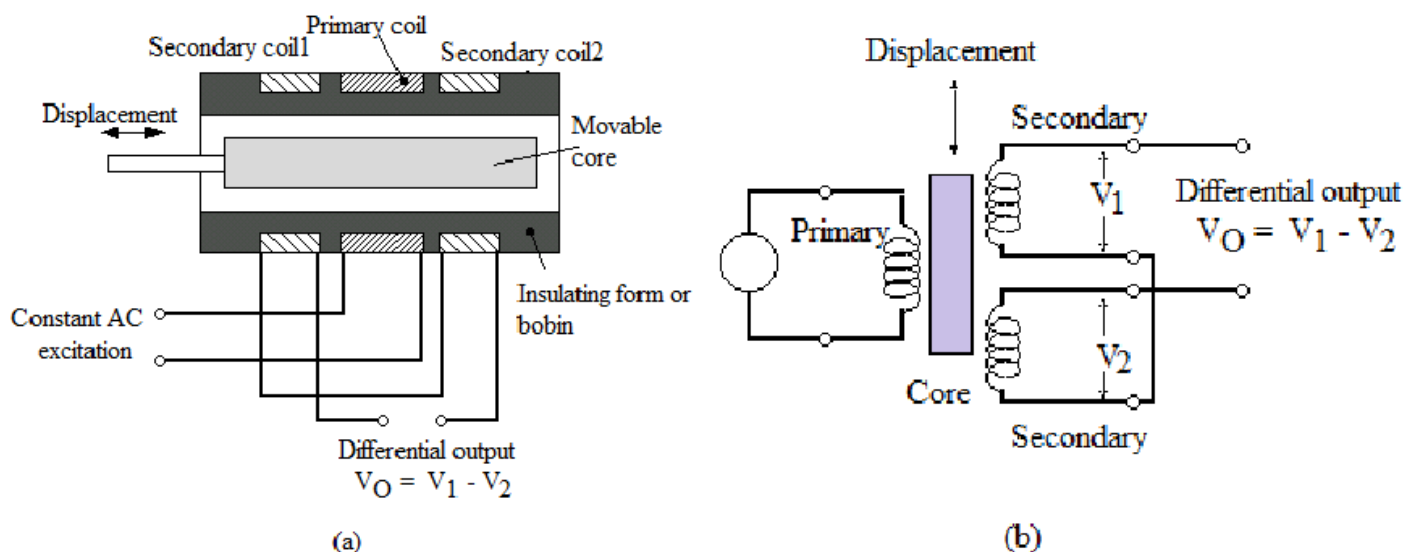 Primary coil
Secondary coil1
Secondary coil2
Displacement
Movable
core
Insulating form or
bobin
Constant AC
excitation
Differential output
VO = V1 - V2
(a)
Displacement
Secondary
Primary
V1
Differential output
VO = V1 - V2
V2
Core
Secondary
(b)